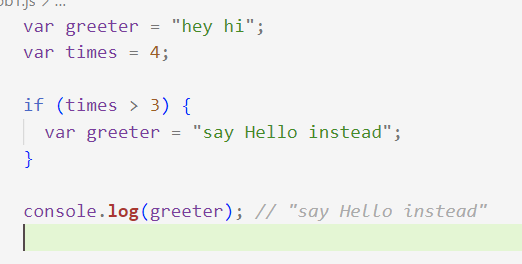 var greeter = "hey hi";
var times = 4;
if (times > 3) {
  var greeter = "say Hello instead";
}
console.log(greeter); // "say Hello instead"